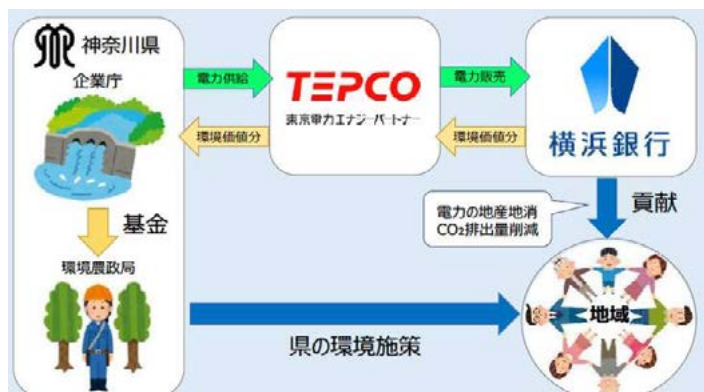 神奈川県
企業庁
基金
環境農政局
電力供給
環境価値分
TEPCO
東京電力エナジーパートナー
電力販売
環境価値分
横浜銀行
電力の地産地消
CO₂排出量削減
貢献
地域
県の環境施策